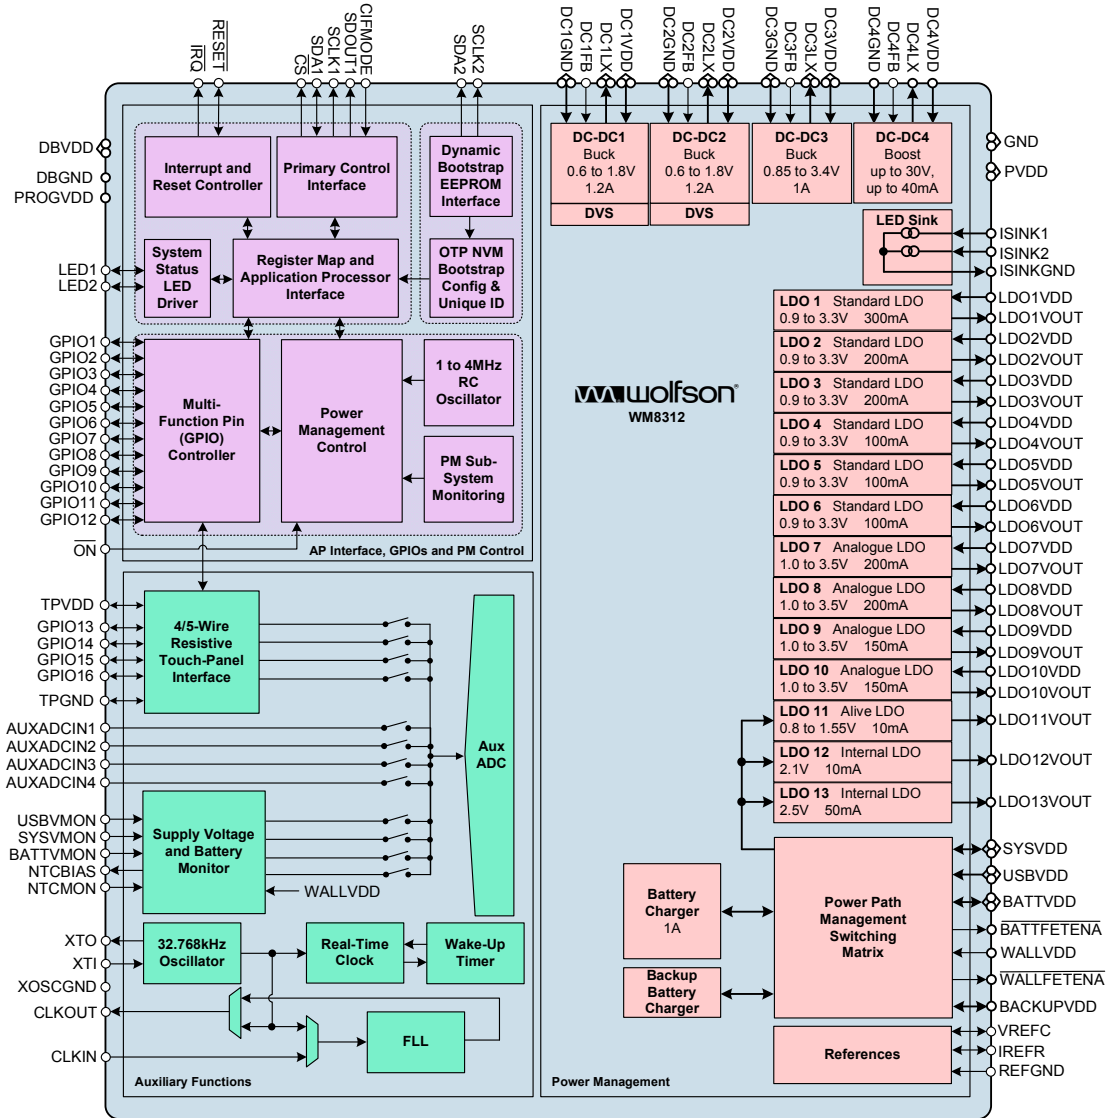 IRQ
RESET
CS
SDA1
SCLK1
SDOUT1
CIFMODE
SDA2
SCLK2
DC1GND
DC1FB
DC1LX
DC1VDD
DC2GND
DC2FB
DC2LX
DC2VDD
DC3GND
DC3FB
DC3LX
DC3VDD
DC4GND
DC4FB
DC4LX
DC4VDD
DBVDD
DBGND
PROGVDD
LED1
LED2
GPIO1
GPIO2
GPIO3
GPIO4
GPIO5
GPIO6
GPIO7
GPIO8
GPIO9
GPIO10
GPIO11
GPIO12
ON
Interrupt and
Reset Controller
Primary Control
Interface
Dynamic
Bootstrap
EEPROM
Interface
System
Status
LED
Driver
Register Map and
Application Processor
Interface
OTP NVM
Bootstrap
Config &
Unique ID
Multi-
Function Pin
(GPIO)
Controller
Power
Management
Control
1 to 4MHz
RC
Oscillator
PM Sub-
System
Monitoring
AP Interface, GPIOs and PM Control
TPVDD
GPIO13
GPIO14
GPIO15
GPIO16
TPGND
AUXADCIN1
AUXADCIN2
AUXADCIN3
AUXADCIN4
USBVMON
SYSVMON
BATTVMON
NTCBIAS
NTCMON
XTO
XTI
XOSCGND
CLKOUT
CLKIN
4/5-Wire
Resistive
Touch-Panel
Interface
Aux
ADC
Supply Voltage
and Battery
Monitor
WALLVDD
32.768kHz
Oscillator
Real-Time
Clock
Wake-Up
Timer
FLL
Auxiliary Functions
DC-DC1
Buck
0.6 to 1.8V
1.2A
DVS
DC-DC2
Buck
0.6 to 1.8V
1.2A
DVS
DC-DC3
Buck
0.85 to 3.4V
1A
DC-DC4
Boost
up to 30V,
up to 40mA
LED Sink
wolfson®
WM8312
LDO 1 Standard LDO
0.9 to 3.3V 300mA
LDO 2 Standard LDO
0.9 to 3.3V 200mA
LDO 3 Standard LDO
0.9 to 3.3V 200mA
LDO 4 Standard LDO
0.9 to 3.3V 100mA
LDO 5 Standard LDO
0.9 to 3.3V 100mA
LDO 6 Standard LDO
0.9 to 3.3V 100mA
LDO 7 Analogue LDO
1.0 to 3.5V 200mA
LDO 8 Analogue LDO
1.0 to 3.5V 200mA
LDO 9 Analogue LDO
1.0 to 3.5V 150mA
LDO 10 Analogue LDO
1.0 to 3.5V 150mA
LDO 11 Alive LDO
0.8 to 1.55V 10mA
LDO 12 Internal LDO
2.1V 10mA
LDO 13 Internal LDO
2.5V 50mA
Battery
Charger
1A
Backup
Battery
Charger
Power Path
Management
Switching
Matrix
References
Power Management
GND
PVDD
ISINK1
ISINK2
ISINKGND
LDO1VDD
LDO1VOUT
LDO2VDD
LDO2VOUT
LDO3VDD
LDO3VOUT
LDO4VDD
LDO4VOUT
LDO5VDD
LDO5VOUT
LDO6VDD
LDO6VOUT
LDO7VDD
LDO7VOUT
LDO8VDD
LDO8VOUT
LDO9VDD
LDO9VOUT
LDO10VDD
LDO10VOUT
LDO11VOUT
LDO12VOUT
LDO13VOUT
SYSVDD
USBVDD
BATTVDD
BATTFETENA
WALLVDD
WALLFETENA
BACKUPVDD
VREFC
IREFR
REFGND